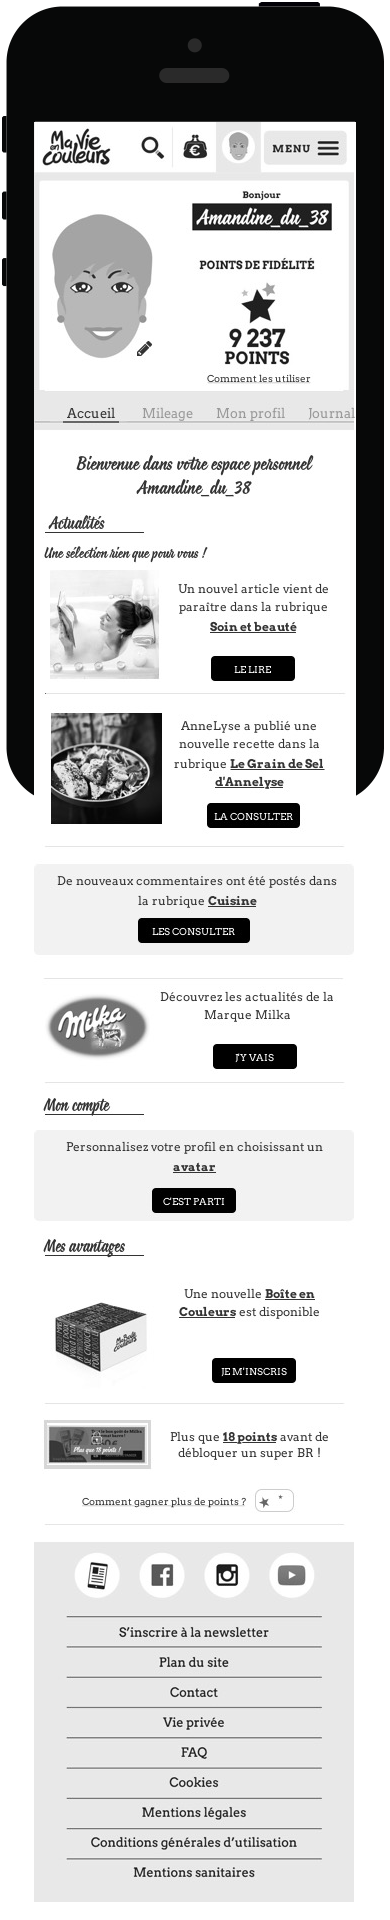 Ma Vie
en
Couleurs
€
MENU
Bonjour
Amandine_du_38
POINTS DE FIDÉLITÉ
9 237
POINTS
Comment les utiliser
Accueil Mileage Mon profil Journal
Bienvenue dans votre espace personnel
Amandine_du_38
Actualités
Une sélection rien que pour vous !
Un nouvel article vient de
paraître dans la rubrique
Soin et beauté
LE LIRE
AnneLyse a publié une
nouvelle recette dans la
rubrique Le Grain de Sel
d'Annelyse
LA CONSULTER
De nouveaux commentaires ont été postés dans
la rubrique Cuisine
LES CONSULTER
Milka
Découvrez les actualités de la
Marque Milka
J'Y VAIS
Mon compte
Personnalisez votre profil en choisissant un
avatar
C'EST PARTI
Mes avantages
Une nouvelle Boîte en
Couleurs est disponible
JE M'INSCRIS
Plus que 18 points !
Plus que 18 points avant de
débloquer un super BR !
Comment gagner plus de points ?
S'inscrire à la newsletter
Plan du site
Contact
Vie privée
FAQ
Cookies
Mentions légales
Conditions générales d'utilisation
Mentions sanitaires